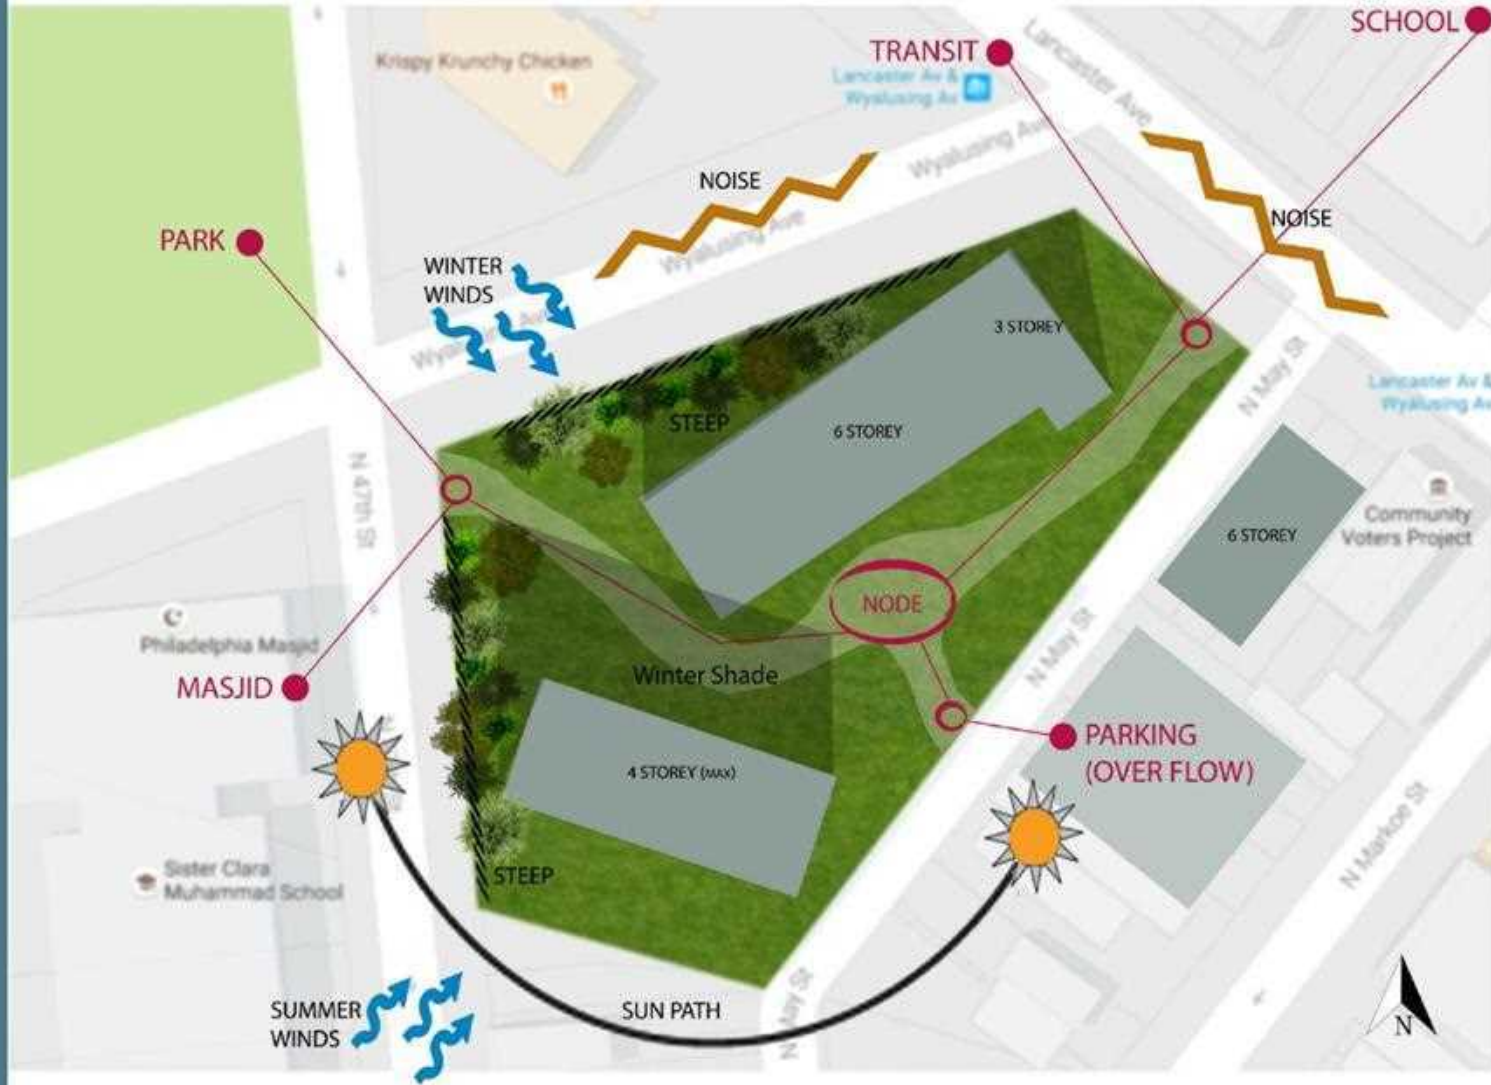 SCHOOL
Lancaster Ave
TRANSIT
Krispy Krunchy Chicken
Lancaster Av &
Wyalusing Av
Wyalusing Ave
NOISE
NOISE
PARK
Wyalusing Ave
WINTER
WINDS
3 STOREY
STEEP
6 STOREY
N May St
Lancaster Av &
Wyalusing Av
N 47th St
Community
Voters Project
6 STOREY
NODE
Philadelphia Masjid
N May St
Winter Shade
MASJID
PARKING
(OVER FLOW)
4 STOREY (MAX)
N Markoe St
Sister Clara
Muhammad School
STEEP
SUMMER
WINDS
SUN PATH
N May St
N